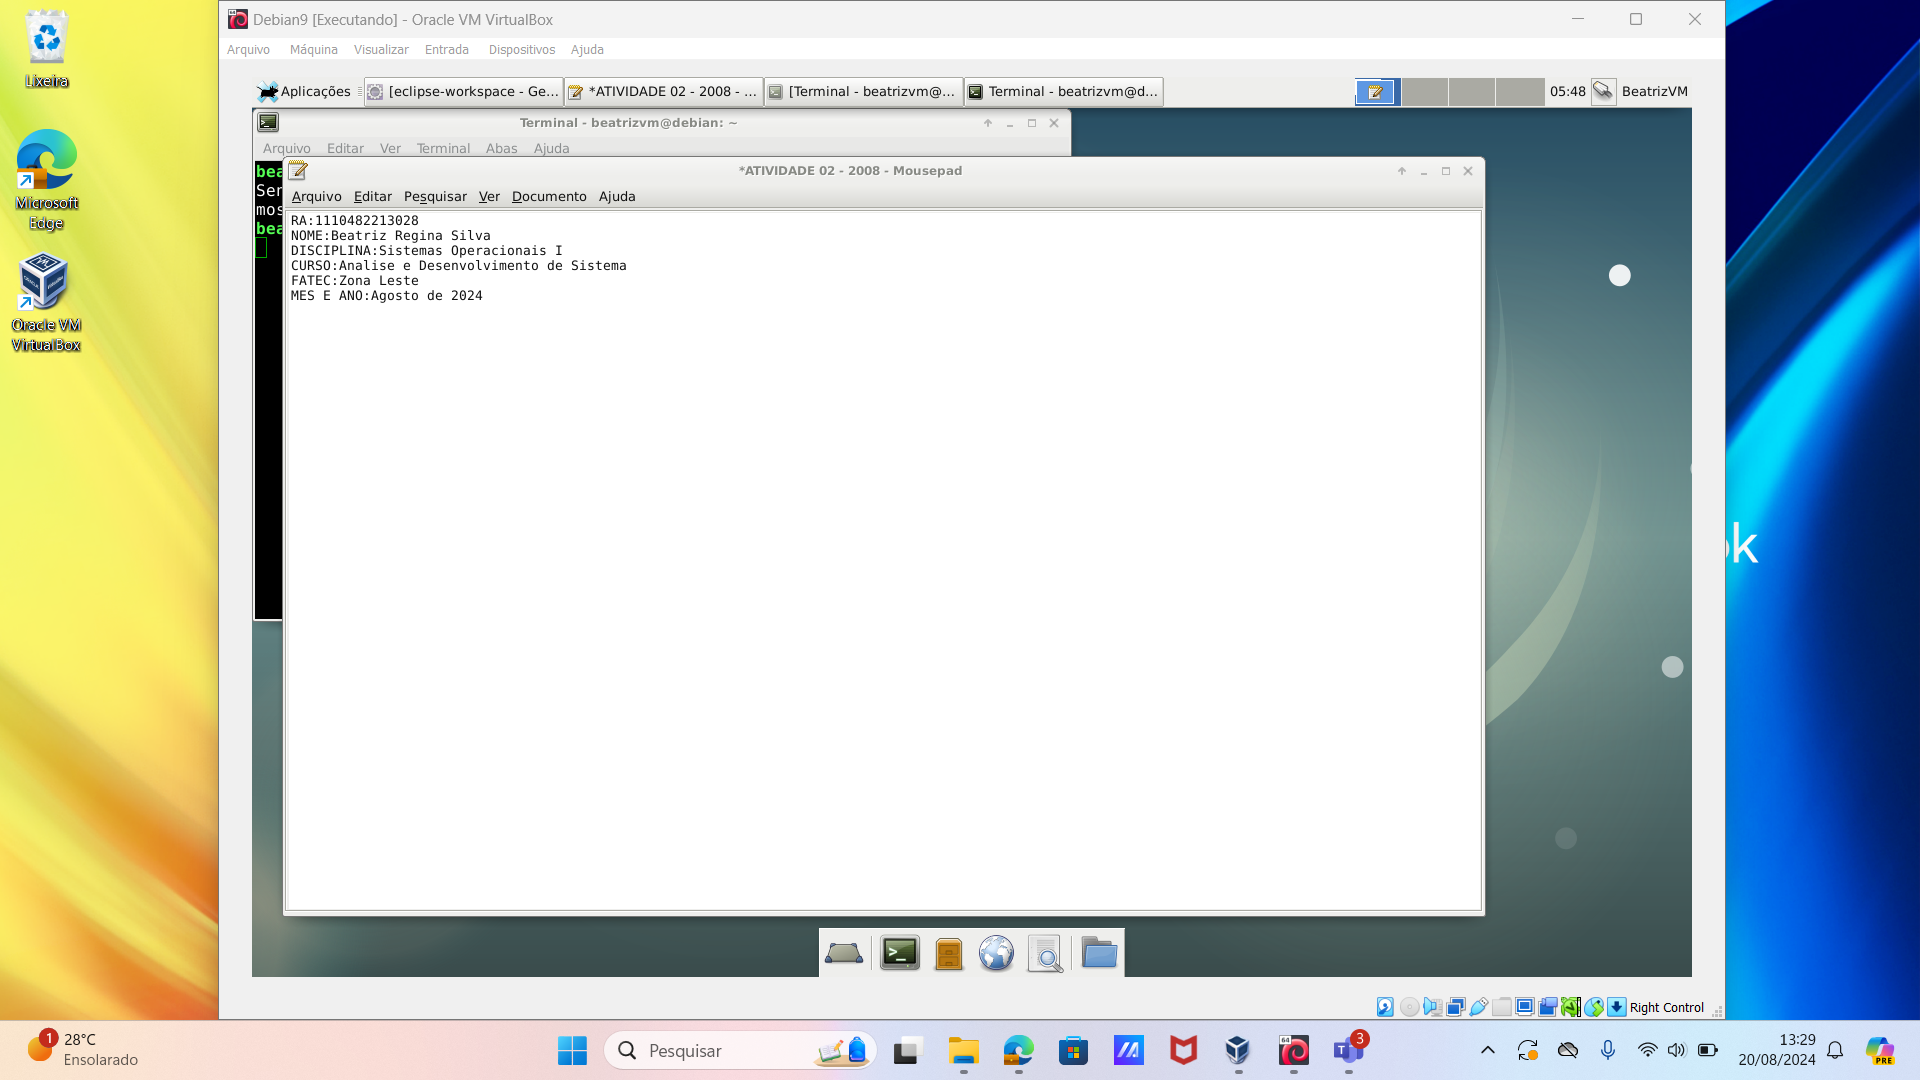 Debian9 [Executando] - Oracle VM VirtualBox
Arquivo Máquina Visualizar Entrada Dispositivos Ajuda
Lixeira
Microsoft Edge
Oracle VM VirtualBox
Aplicações [eclipse-workspace - Ge... *ATIVIDADE 02 - 2008 - ... [Terminal - beatrizvm@... Terminal - beatrizvm@d... 05:48 BeatrizVM
Terminal - beatrizvm@debian: ~
Arquivo Editar Ver Terminal Abas Ajuda
bea
Ser
mos
bea
*ATIVIDADE 02 - 2008 - Mousepad
Arquivo Editar Pesquisar Ver Documento Ajuda
RA:1110482213028
NOME:Beatriz Regina Silva
DISCIPLINA:Sistemas Operacionais I
CURSO:Analise e Desenvolvimento de Sistema
FATEC:Zona Leste
MES E ANO:Agosto de 2024
k
Right Control
1
28°C
Ensolarado
Pesquisar
64
3
13:29
20/08/2024
PRE